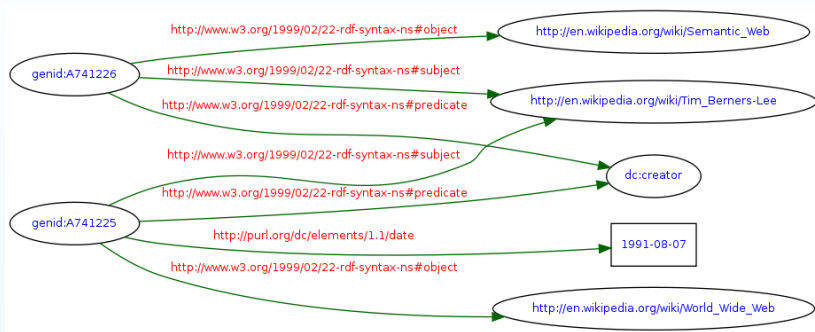 http://www.w3.org/1999/02/22-rdf-syntax-ns#object
http://en.wikipedia.org/wiki/Semantic_Web
genid:A741226
http://www.w3.org/1999/02/22-rdf-syntax-ns#subject
http://en.wikipedia.org/wiki/Tim_Berners-Lee
http://www.w3.org/1999/02/22-rdf-syntax-ns#predicate
http://www.w3.org/1999/02/22-rdf-syntax-ns#subject
dc:creator
http://www.w3.org/1999/02/22-rdf-syntax-ns#predicate
genid:A741225
http://purl.org/dc/elements/1.1/date
1991-08-07
http://www.w3.org/1999/02/22-rdf-syntax-ns#object
http://en.wikipedia.org/wiki/World_Wide_Web